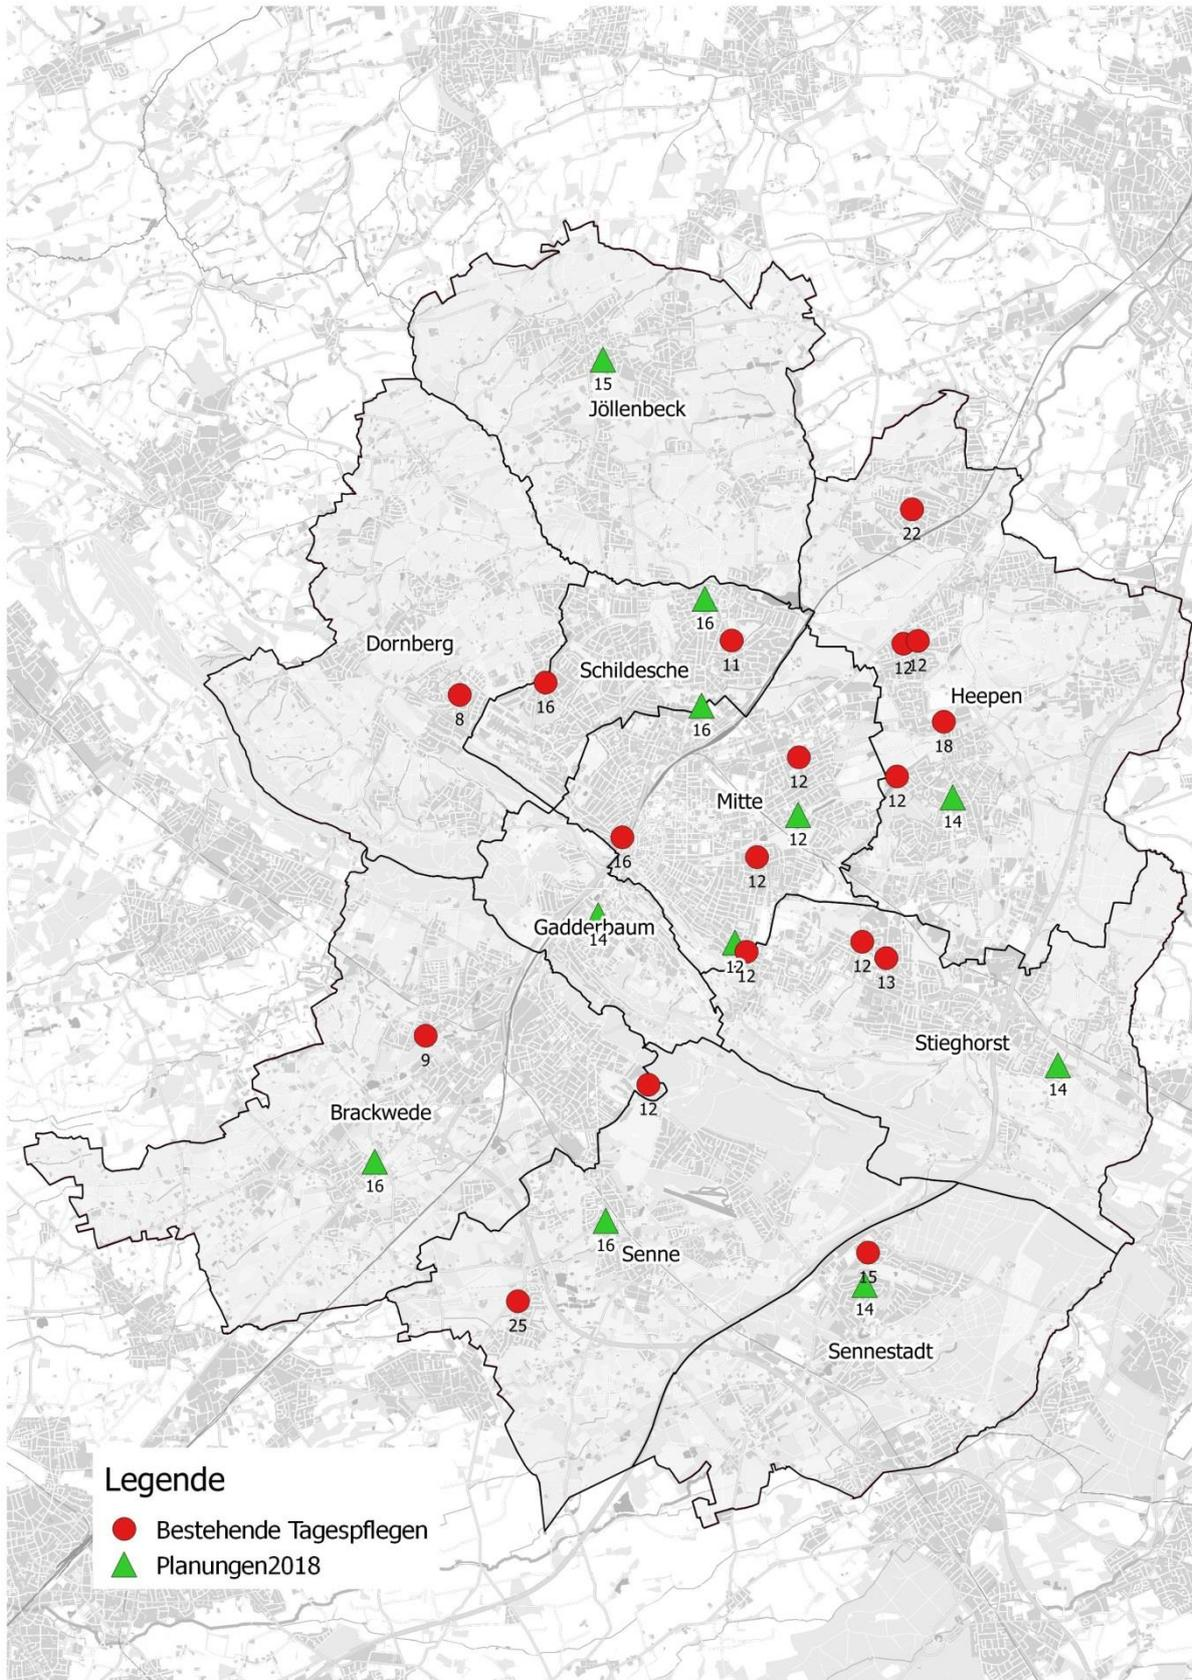 15
Jöllenbeck
22
16
11
12
12
Dornberg
Schildesche
8
16
Heepen
18
16
12
Mitte
12
14
12
16
12
Gadderbaum
14
12
12
12
13
Stieghorst
14
9
12
Brackwede
16
16
Senne
15
14
25
Sennestadt
Legende
Bestehende Tagespflegen
Planungen2018